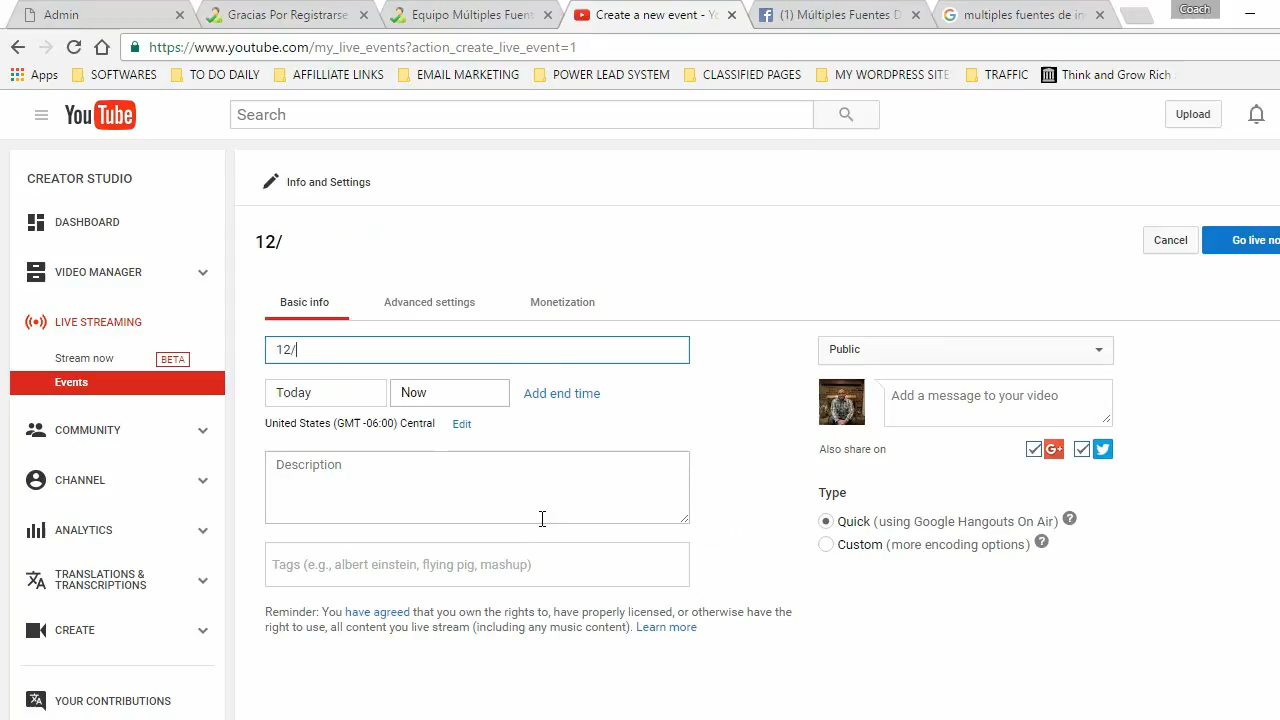 Admin
Gracias Por Registrarse
Equipo Múltiples Fuent
Create a new event - Yo
(1) Múltiples Fuentes D
multiples fuentes de in
Coach
https://www.youtube.com/my_live_events?action_create_live_event=1
Apps
SOFTWARES
TO DO DAILY
AFFILLIATE LINKS
EMAIL MARKETING
POWER LEAD SYSTEM
CLASSIFIED PAGES
MY WORDPRESS SITE
TRAFFIC
Think and Grow Rich
YouTube
Search
Upload
CREATOR STUDIO
DASHBOARD
VIDEO MANAGER
LIVE STREAMING
Stream now
BETA
Events
COMMUNITY
CHANNEL
ANALYTICS
TRANSLATIONS &
TRANSCRIPTIONS
CREATE
YOUR CONTRIBUTIONS
Info and Settings
12/
Cancel
Go live no
Basic info
Advanced settings
Monetization
12/
Today
Now
Add end time
United States (GMT -06:00) Central
Edit
Description
Tags (e.g., albert einstein, flying pig, mashup)
Reminder: You have agreed that you own the rights to, have properly licensed, or otherwise have the
right to use, all content you live stream (including any music content). Learn more
Public
Add a message to your video
Also share on
G+
Type
Quick (using Google Hangouts On Air) ?
Custom (more encoding options) ?